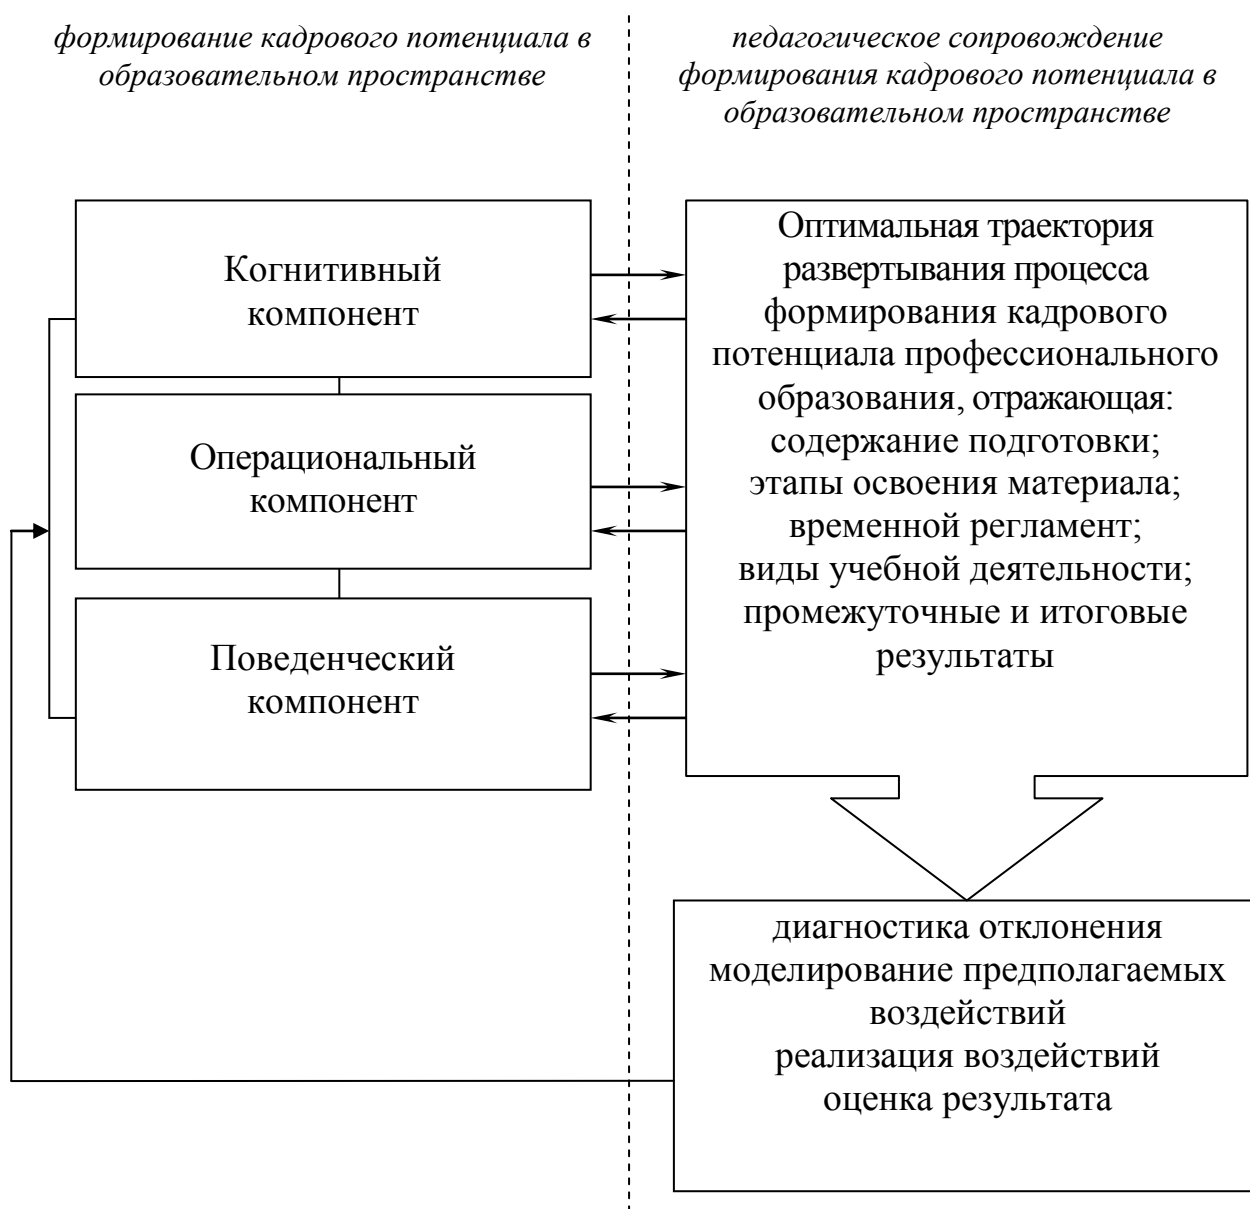 формирование кадрового потенциала в
образовательном пространстве
педагогическое сопровождение
формирования кадрового потенциала в
образовательном пространстве
Когнитивный
компонент
Операциональный
компонент
Поведенческий
компонент
Оптимальная траектория
развертывания процесса
формирования кадрового
потенциала профессионального
образования, отражающая:
содержание подготовки;
этапы освоения материала;
временной регламент;
виды учебной деятельности;
промежуточные и итоговые
результаты
диагностика отклонения
моделирование предполагаемых
воздействий
реализация воздействий
оценка результата